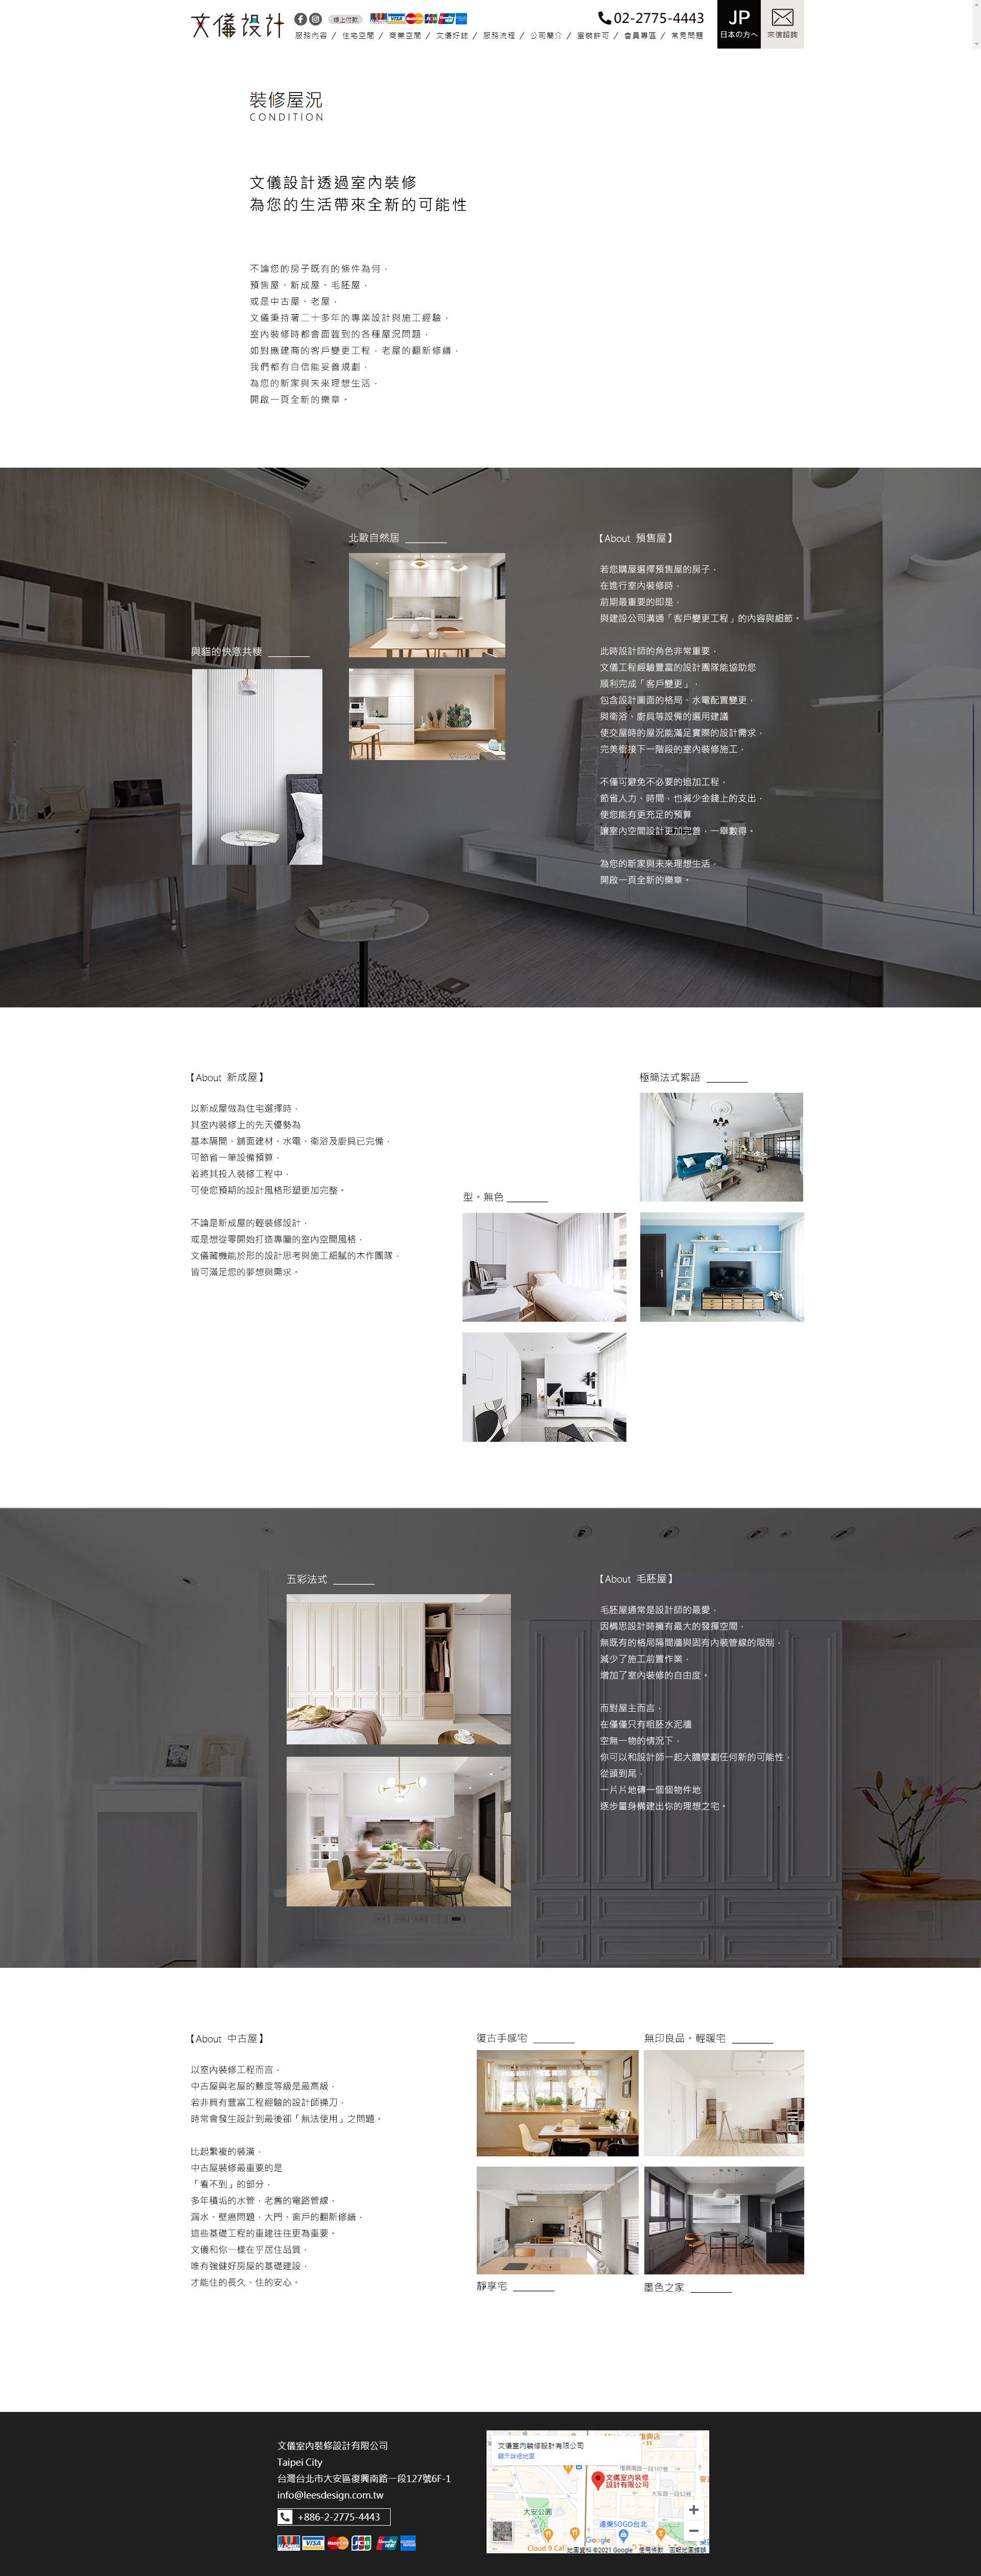 文儀設計
線上付款
02-2775-4443
JP
日本の方へ
來信諮詢
服務內容 / 住宅空間 / 商業空間 / 文儀好誌 / 服務流程 / 公司簡介 / 室裝許可 / 會員專區 / 常見問題
裝修屋況
CONDITION
文儀設計透過室內裝修
為您的生活帶來全新的可能性
不論您的房子既有的條件為何，
預售屋、新成屋、毛胚屋，
或是中古屋、老屋，
文儀秉持著二十多年的專業設計與施工經驗，
室內裝修時都會面臨到的各種屋況問題，
如對應建商的客戶變更工程，老屋的翻新修繕，
我們都有自信能妥善規劃，
為您的新家與未來理想生活，
開啟一頁全新的樂章。
北歐自然居
與貓的快意共棲
【About 預售屋】
若您購屋選擇預售屋的房子，
在進行室內裝修時，
前期最重要的即是，
與建設公司溝通「客戶變更工程」的內容與細節。
此時設計師的角色非常重要，
文儀工程經驗豐富的設計團隊能協助您
順利完成「客戶變更」，
包含設計圖面的格局、水電配置變更，
與衛浴、廚具等設備的選用建議
使交屋時的屋況能滿足實際的設計需求，
完美銜接下一階段的室內裝修施工，
不僅可避免不必要的追加工程，
節省人力、時間，也減少金錢上的支出，
使您能有更充足的預算
讓室內空間設計更加完善，一舉數得。
為您的新家與未來理想生活，
開啟一頁全新的樂章。
【About 新成屋】
以新成屋做為住宅選擇時，
其室內裝修上的先天優勢為
基本隔間、舖面建材、水電、衛浴及廚具已完備，
可節省一筆設備預算，
若將其投入裝修工程中，
可使您預期的設計風格形塑更加完整。
不論是新成屋的輕裝修設計，
或是想從零開始打造專屬的室內空間風格，
文儀藏機能於形的設計思考與施工細膩的木作團隊，
皆可滿足您的夢想與需求。
極簡法式絮語
型。無色
五彩法式
【About 毛胚屋】
毛胚屋通常是設計師的最愛，
因構思設計時擁有最大的發揮空間，
無既有的格局隔間牆與固有內裝管線的限制，
減少了施工前置作業，
增加了室內裝修的自由度。
而對屋主而言，
在僅僅只有粗胚水泥牆
空無一物的情況下，
你可以和設計師一起大膽擘劃任何新的可能性，
從頭到尾，
一片片地磚一個個物件地
逐步量身構建出你的理想之宅。
【About 中古屋】
以室內裝修工程而言，
中古屋與老屋的難度等級是最高級，
若非具有豐富工程經驗的設計師操刀，
時常會發生設計到最後卻「無法使用」之問題。
比起繁複的裝潢，
中古屋裝修最重要的是
「看不到」的部分，
多年積垢的水管，老舊的電路管線，
漏水、壁癌問題，大門、窗戶的翻新修繕，
這些基礎工程的重建往往更為重要。
文儀和你一樣在乎居住品質，
唯有強健好房屋的基礎建設，
才能住的長久、住的安心。
復古手感宅
無印良品。輕暖宅
靜享宅
墨色之家
文儀室內裝修設計有限公司
Taipei City
台灣台北市大安區復興南路一段127號6F-1
info@leesdesign.com.tw
+886-2-2775-4443
VISA
JCB
文儀室內裝修設計有限公司
顯示詳細地圖
文儀室內裝修
設計有限公司
大安公園
遠東SOGO台北
Google
Cloud 9 Caf
地圖資料 ©2021 Google
使用條款
回報地圖錯誤